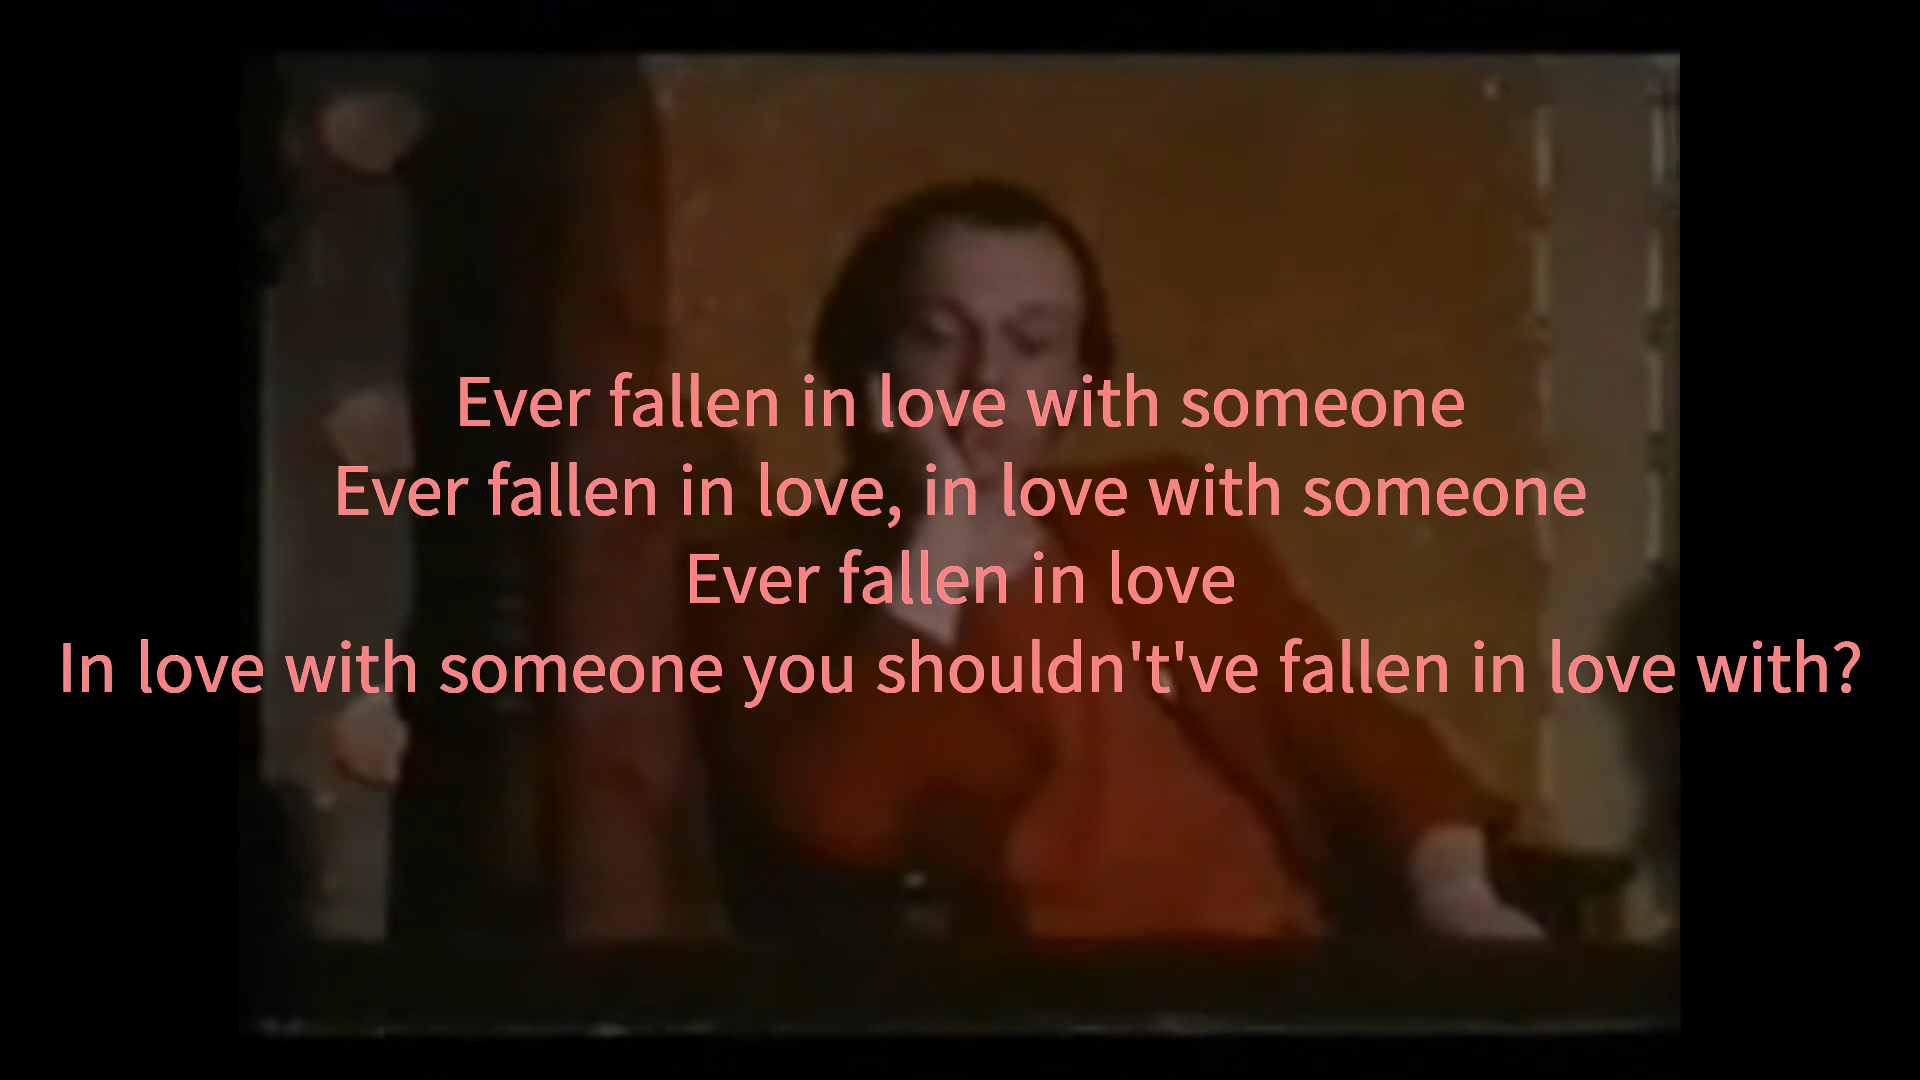 Ever fallen in love with someone
Ever fallen in love, in love with someone
Ever fallen in love
In love with someone you shouldn't've fallen in love with?